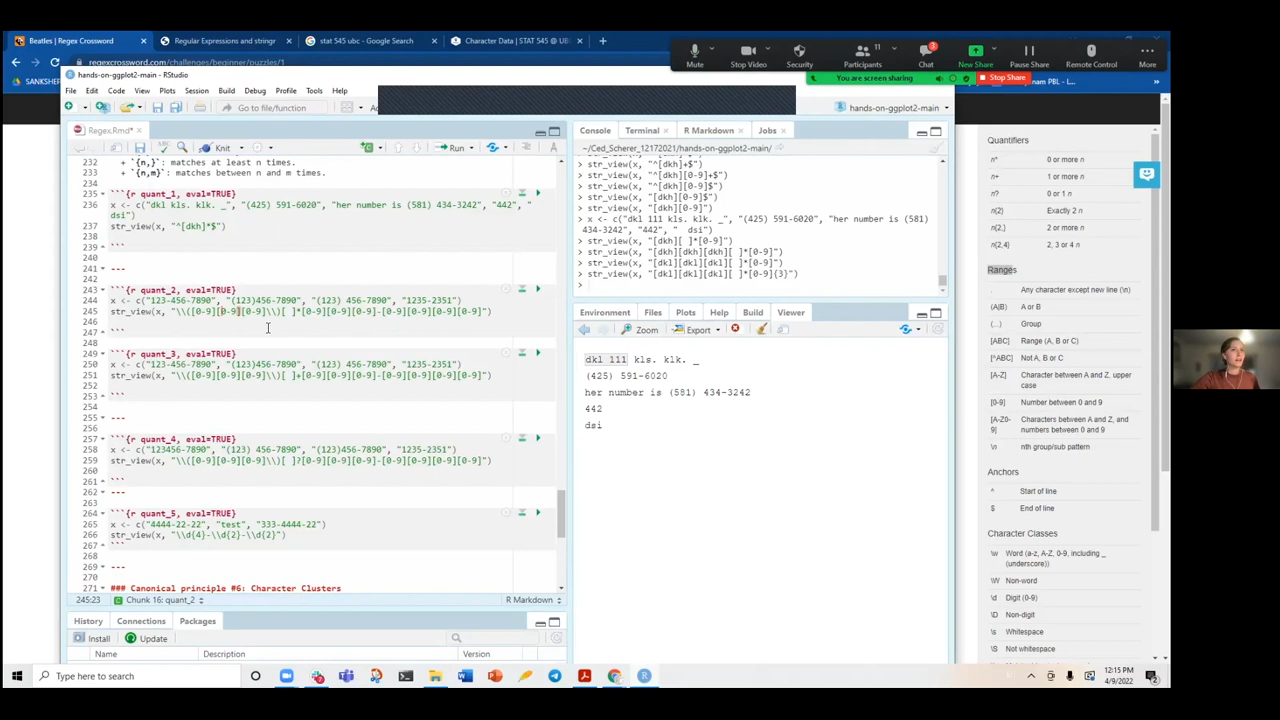 Beatles | Regex Crossword
Regular Expressions and stringr
stat 545 ubc - Google Search
Character Data | STAT 545 @ UBC
regexcrossword.com/challenges/beginner/puzzles/1
Mute
Stop Video
Security
Participants
11
Chat
3
New Share
Pause Share
Remote Control
More
You are screen sharing
Stop Share
hands-on-ggplot2-main - RStudio
File Edit Code View Plots Session Build Debug Profile Tools Help
Go to file/function
hands-on-ggplot2-main
Regex.Rmd*
Knit
Run
232 + `{n,}`: matches at least n times.
233 + `{n,m}`: matches between n and m times.
234
235 ```{r quant_1, eval=TRUE}
236 x <- c("dkl kls. klk. _", "(425) 591-6020", "her number is (581) 434-3242", "442", "
dsi")
237 str_view(x, "^[dkh]*$")
238
239 ```
240
241 ---
242
243 ```{r quant_2, eval=TRUE}
244 x <- c("123-456-7890", "(123)456-7890", "(123) 456-7890", "1235-2351")
245 str_view(x, "\\([0-9][0-9][0-9]\\)[ ]*[0-9][0-9][0-9]-[0-9][0-9][0-9][0-9]")
246
247 ```
248
249 ```{r quant_3, eval=TRUE}
250 x <- c("123-456-7890", "(123)456-7890", "(123) 456-7890", "1235-2351")
251 str_view(x, "\\([0-9][0-9][0-9]\\)[ ]+[0-9][0-9][0-9]-[0-9][0-9][0-9][0-9]")
252
253 ```
254
255 ---
256
257 ```{r quant_4, eval=TRUE}
258 x <- c("123456-7890", "(123) 456-7890", "(123)456-7890", "1235-2351")
259 str_view(x, "\\([0-9][0-9][0-9]\\)[ ]?[0-9][0-9][0-9]-[0-9][0-9][0-9][0-9]")
260
261 ```
262 ---
263
264 ```{r quant_5, eval=TRUE}
265 x <- c("4444-22-22", "test", "333-4444-22")
266 str_view(x, "\\d{4}-\\d{2}-\\d{2}")
267 ```
268
269 ---
270
271 ### Canonical principle #6: Character Clusters
245:23
Chunk 16: quant_2
R Markdown
History
Connections
Packages
Install
Update
Name
Description
Version
Console
Terminal
R Markdown
Jobs
~/Ced_Scherer_12172021/hands-on-ggplot2-main/
> str_view(x, "^[dkh]+$")
> str_view(x, "^[dkh][0-9]+$")
> str_view(x, "^[dkh][0-9]$")
> str_view(x, "[dkh][0-9]$")
> str_view(x, "[dkh][0-9]")
> x <- c("dkl 111 kls. klk. _", "(425) 591-6020", "her number is (581)
434-3242", "442", " dsi")
> str_view(x, "[dkh][ ]*[0-9]")
> str_view(x, "[dkh][dkh][dkh][ ]*[0-9]")
> str_view(x, "[dkl][dkl][dkl][ ]*[0-9]")
> str_view(x, "[dkl][dkl][dkl][ ]*[0-9]{3}")
>
Environment
Files
Plots
Packages
Help
Build
Viewer
Zoom
Export
dkl 111 kls. klk. _
(425) 591-6020
her number is (581) 434-3242
442
dsi
Quantifiers
n* 0 or more n
n+ 1 or more n
n? 0 or 1 n
n{2} Exactly 2 n
n{2,} 2 or more n
n{2,4} 2, 3 or 4 n
Ranges
. Any character except new line (\n)
(A|B) A or B
(...) Group
[ABC] Range (A, B or C)
[^ABC] Not A, B or C
[A-Z] Character between A and Z, upper
case
[0-9] Number between 0 and 9
[A-Z0-
9] Characters between A and Z, and
numbers between 0 and 9
\n nth group/sub pattern
Anchors
^ Start of line
$ End of line
Character Classes
\w Word (a-z, A-Z, 0-9, including _
(underscore))
\W Non-word
\d Digit (0-9)
\D Non-digit
\s Whitespace
\S Not whitespace
Type here to search
12:15 PM
4/9/2022
2